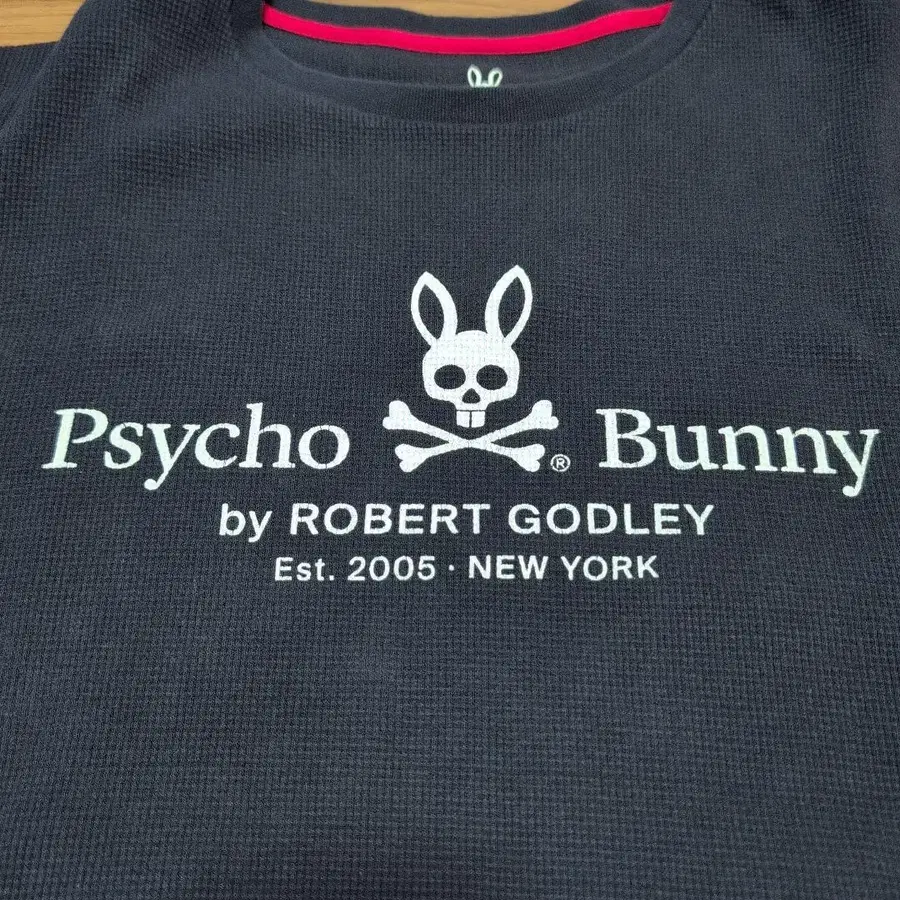 Psycho ® Bunny
by ROBERT GODLEY
Est. 2005 · NEW YORK